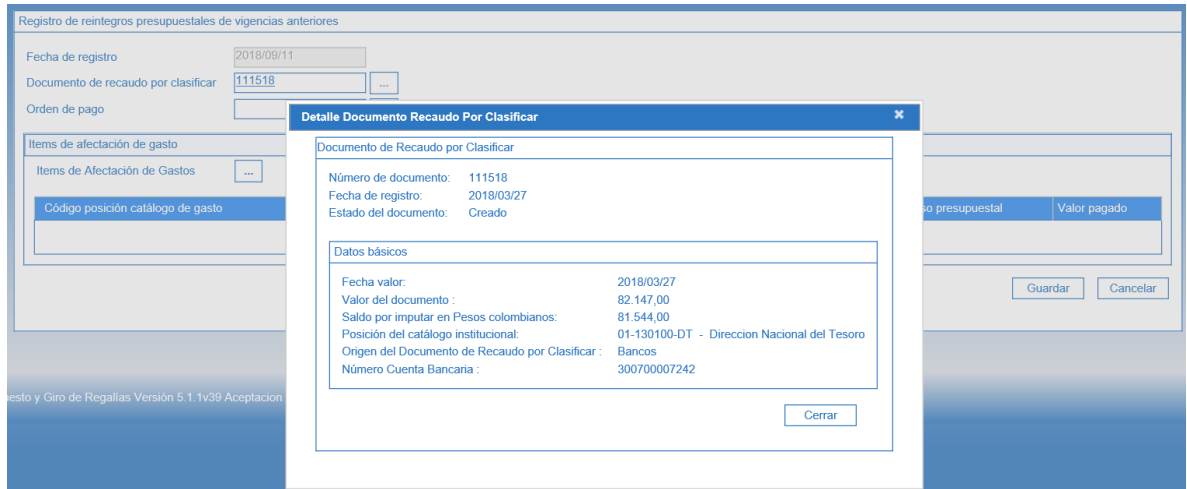 Registro de reintegros presupuestales de vigencias anteriores
Fecha de registro 2018/09/11
Documento de recaudo por clasificar 111518 ...
Orden de pago
Detalle Documento Recaudo Por Clasificar
Items de afectación de gasto
Items de Afectación de Gastos ...
Código posición catálogo de gasto presupuestal Valor pagado
Documento de Recaudo por Clasificar
Número de documento: 111518
Fecha de registro: 2018/03/27
Estado del documento: Creado
Datos básicos
Fecha valor: 2018/03/27
Valor del documento : 82.147,00
Saldo por imputar en Pesos colombianos: 81.544,00
Posición del catálogo institucional: 01-130100-DT - Direccion Nacional del Tesoro
Origen del Documento de Recaudo por Clasificar : Bancos
Número Cuenta Bancaria : 300700007242
Cerrar
Guardar Cancelar
y Giro de Regalías Versión 5.1.1v39 Aceptacion